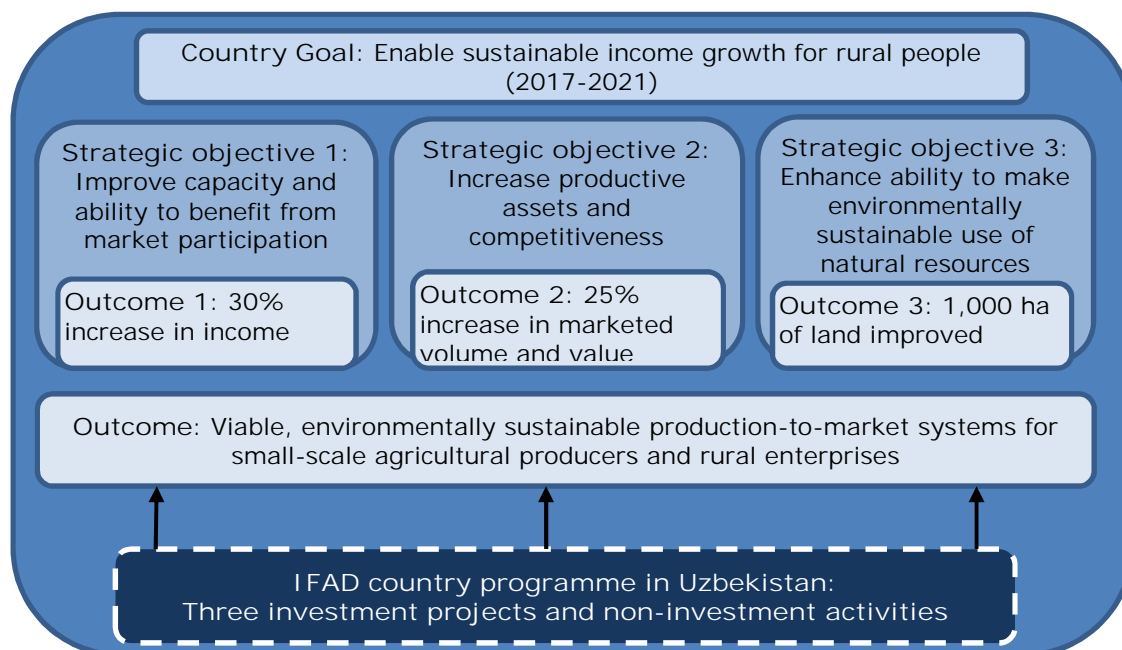 Country Goal: Enable sustainable income growth for rural people
(2017-2021)
Strategic objective 1:
Improve capacity and
ability to benefit from
market participation
Outcome 1: 30%
increase in income
Strategic objective 2:
Increase productive
assets and
competitiveness
Outcome 2: 25%
increase in marketed
volume and value
Strategic objective 3:
Enhance ability to make
environmentally
sustainable use of
natural resources
Outcome 3: 1,000 ha
of land improved
Outcome: Viable, environmentally sustainable production-to-market systems for
small-scale agricultural producers and rural enterprises
IFAD country programme in Uzbekistan:
Three investment projects and non-investment activities